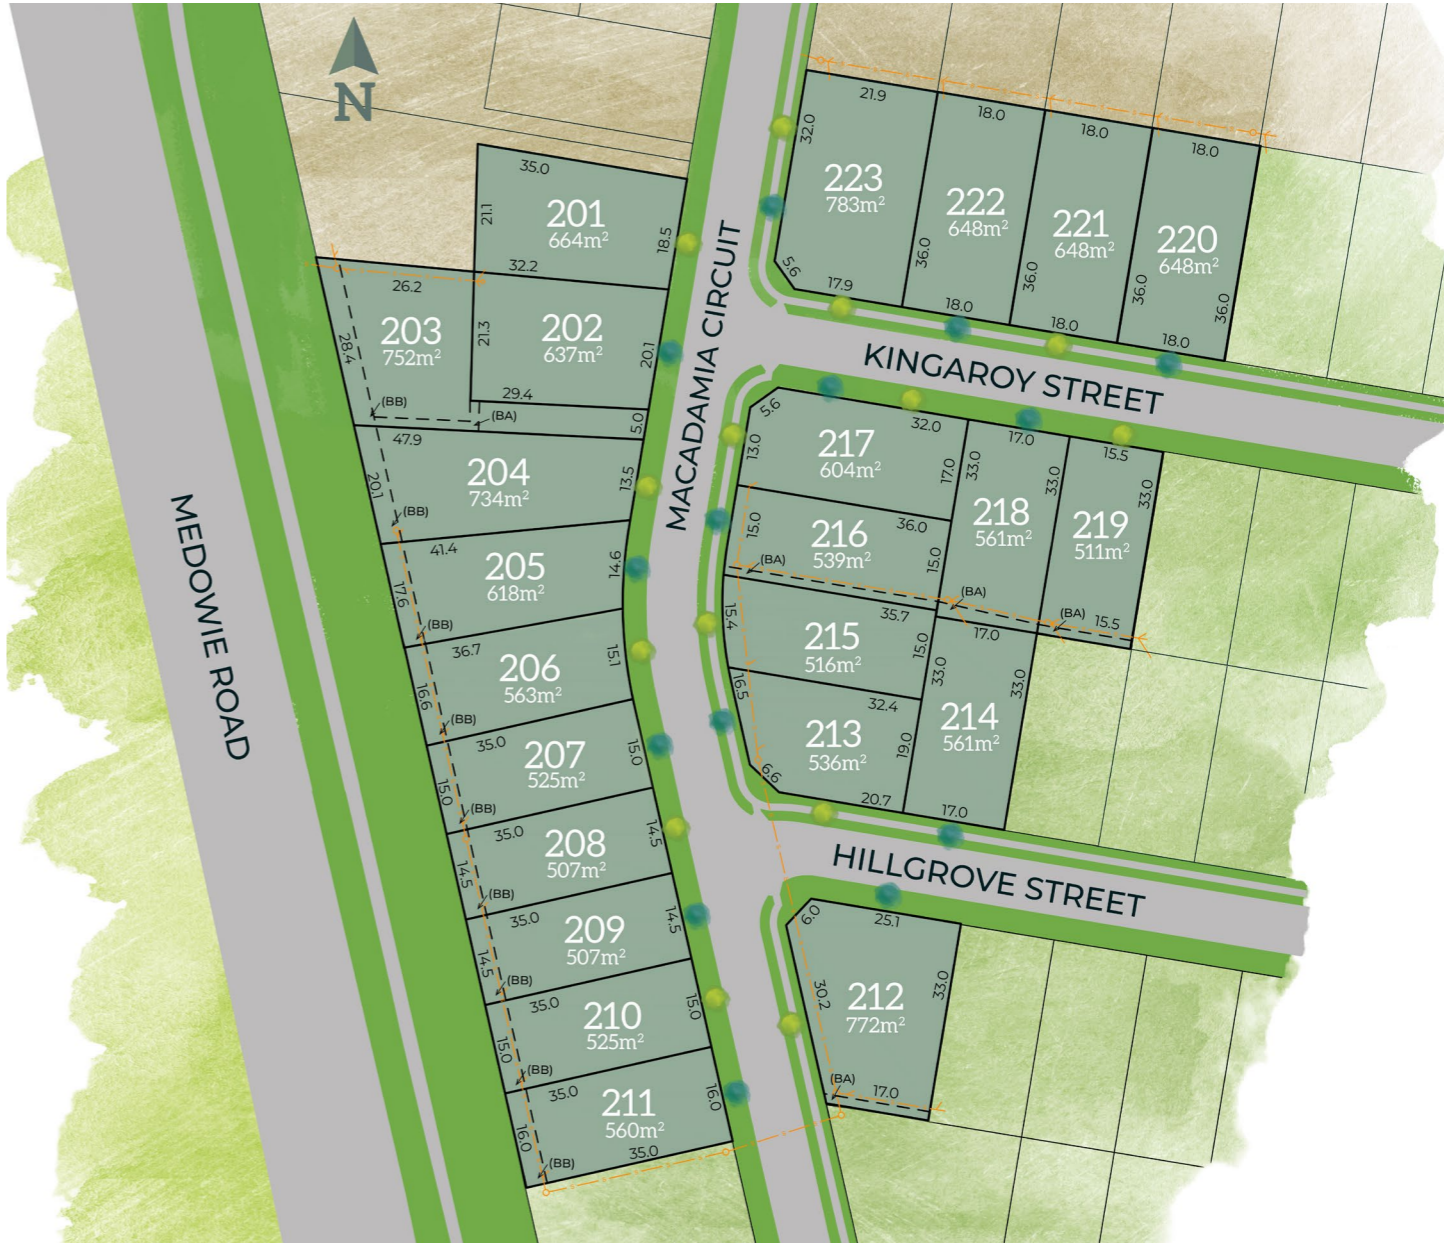 N
MEDOWIE ROAD
MACADAMIA CIRCUIT
KINGAROY STREET
HILLGROVE STREET
35.0
21.1
201
664m²
18.5
32.2
26.2
203
752m²
28.4
21.3
202
637m²
20.1
29.4
(BB)
(BA)
5.0
47.9
204
734m²
20.1
13.5
(BB)
41.4
205
618m²
17.6
14.6
(BB)
36.7
206
563m²
16.6
15.1
(BB)
35.0
207
525m²
15.0
15.0
(BB)
35.0
208
507m²
14.5
14.5
(BB)
35.0
209
507m²
14.5
14.5
(BB)
35.0
210
525m²
15.0
15.0
(BB)
35.0
211
560m²
16.0
16.0
(BB)
35.0
21.9
32.0
223
783m²
5.6
17.9
18.0
222
648m²
36.0
18.0
18.0
221
648m²
36.0
18.0
18.0
220
648m²
36.0
36.0
18.0
5.6
32.0
217
604m²
13.0
17.0
36.0
216
539m²
15.0
15.0
(BA)
17.0
33.0
218
561m²
33.0
(BA)
15.5
219
511m²
33.0
(BA)
15.5
35.7
215
516m²
15.4
15.0
32.4
213
536m²
16.5
19.0
6.6
20.7
17.0
33.0
214
561m²
33.0
17.0
6.0
25.1
30.2
212
772m²
33.0
(BA)
17.0